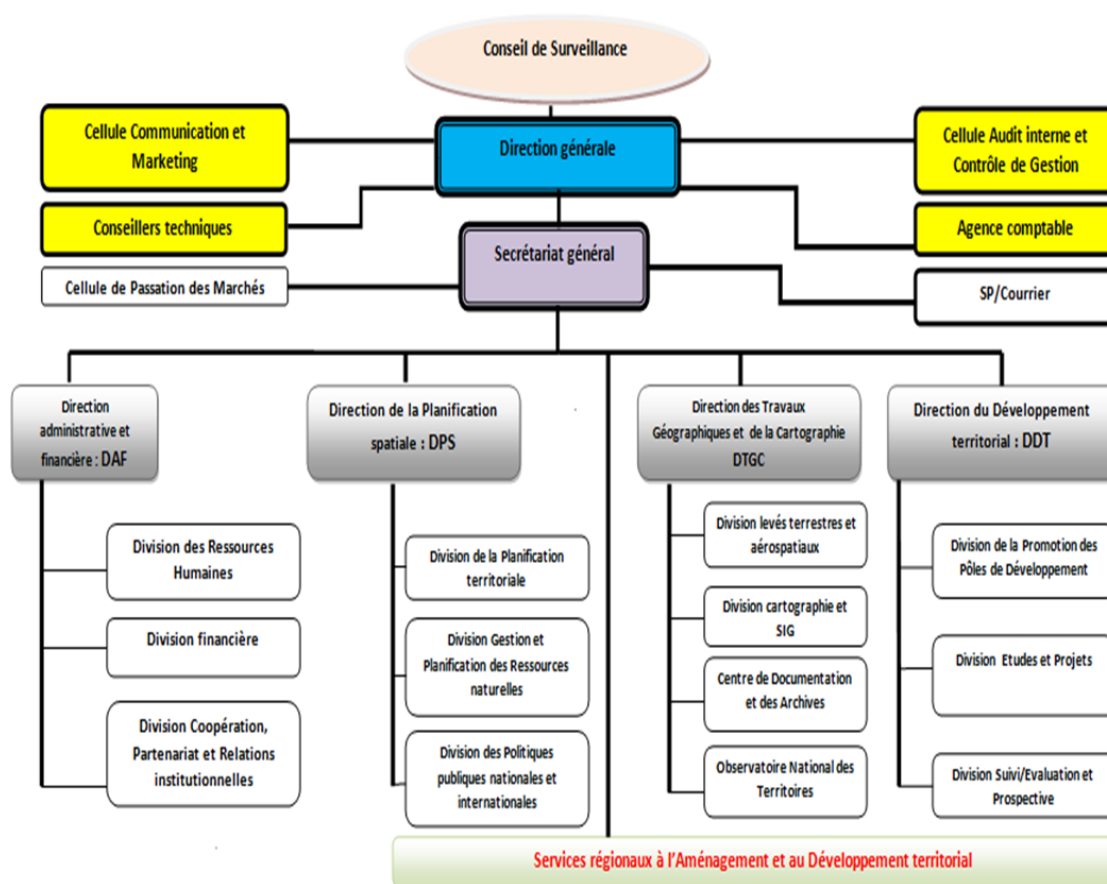 Conseil de Surveillance
Cellule Communication et
Marketing
Direction générale
Cellule Audit interne et
Contrôle de Gestion
Conseillers techniques
Agence comptable
Secrétariat général
Cellule de Passation des Marchés
SP/Courrier
Direction
administrative et
financière : DAF
Direction de la Planification
spatiale : DPS
Direction des Travaux
Géographiques et de la Cartographie
DTGC
Direction du Développement
territorial : DDT
Division des Ressources
Humaines
Division financière
Division Coopération,
Partenariat et Relations
institutionnelles
Division de la Planification
territoriale
Division Gestion et
Planification des Ressources
naturelles
Division des Politiques
publiques nationales et
internationales
Division levés terrestres et
aérospatiaux
Division cartographie et
SIG
Centre de Documentation
et des Archives
Observatoire National des
Territoires
Division de la Promotion des
Pôles de Développement
Division Etudes et Projets
Division Suivi/Evaluation et
Prospective
Services régionaux à l'Aménagement et au Développement territorial